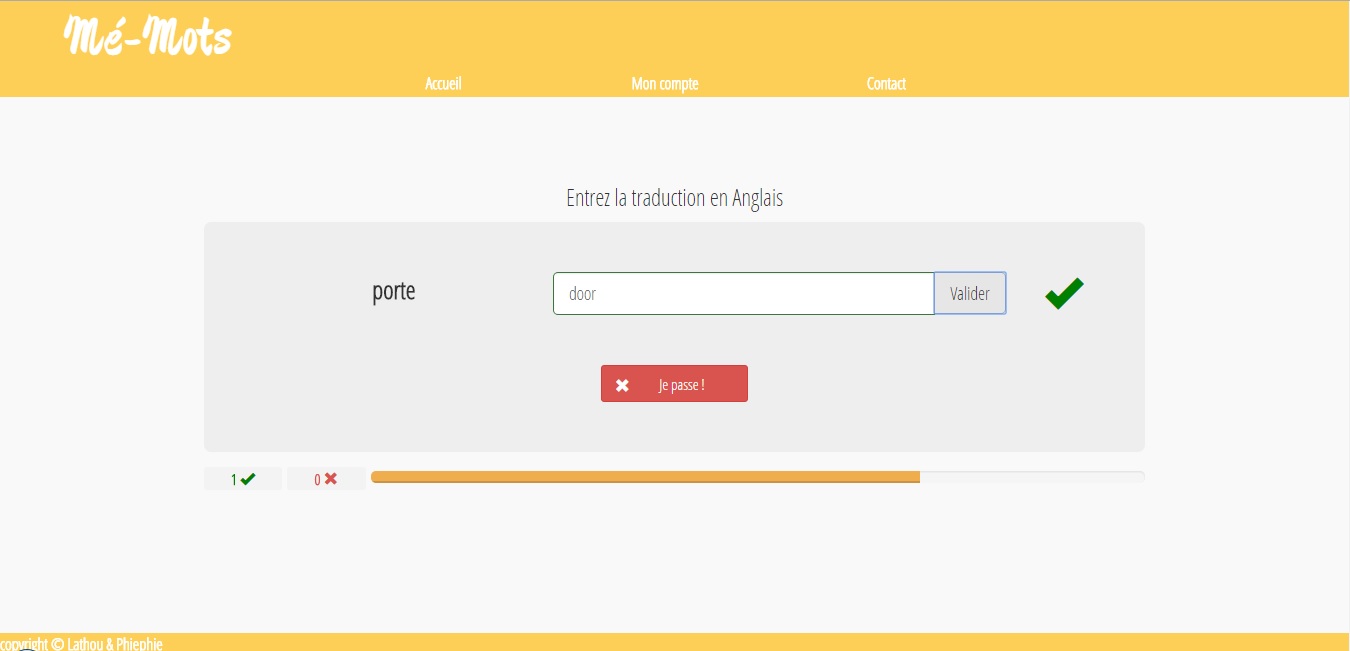 Mé-Mots
Accueil Mon compte Contact
Entrez la traduction en Anglais
porte door Valider
Je passe !
1 0
copyright © Lathou & Phiephie